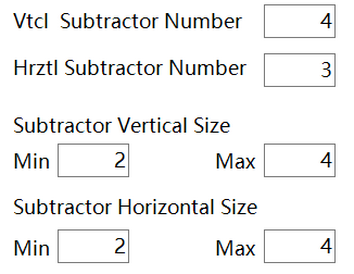 Vtcl Subtractor Number 4
Hrztl Subtractor Number 3
Subtractor Vertical Size
Min 2 Max 4
Subtractor Horizontal Size
Min 2 Max 4